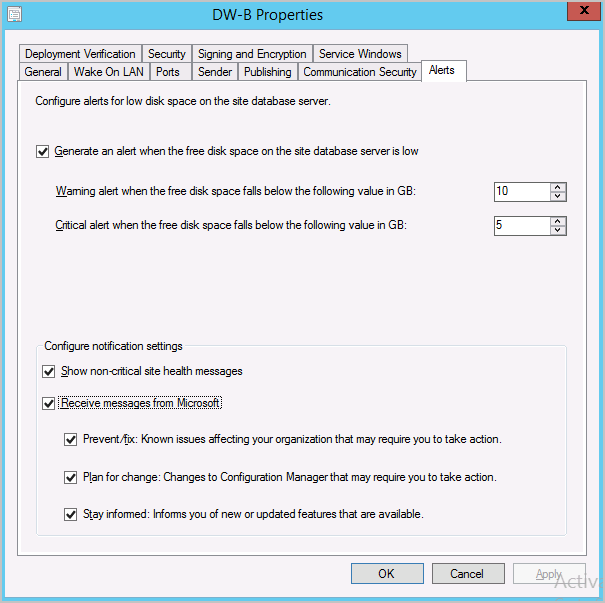 DW-B Properties
Deployment Verification Security Signing and Encryption Service Windows
General Wake On LAN Ports Sender Publishing Communication Security Alerts
Configure alerts for low disk space on the site database server.
Generate an alert when the free disk space on the site database server is low
Warning alert when the free disk space falls below the following value in GB: 10
Critical alert when the free disk space falls below the following value in GB: 5
Configure notification settings
Show non-critical site health messages
Receive messages from Microsoft
Prevent/fix: Known issues affecting your organization that may require you to take action.
Plan for change: Changes to Configuration Manager that may require you to take action.
Stay informed: Informs you of new or updated features that are available.
OK Cancel Apply
Activ